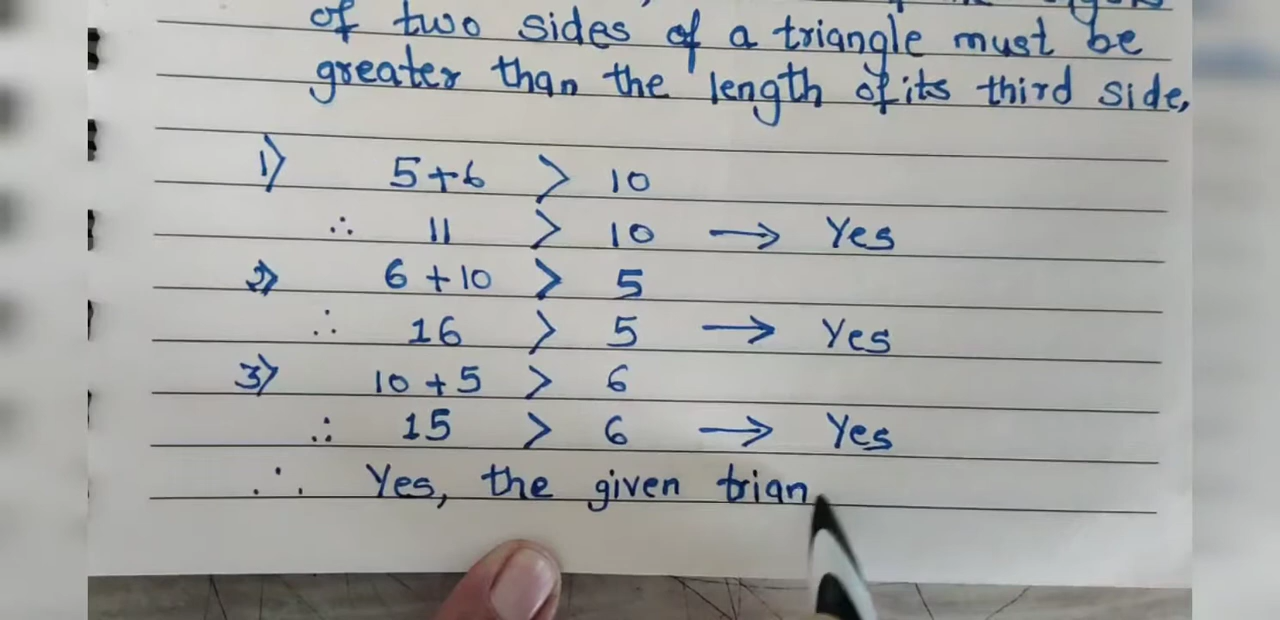 of two sides of a triangle must be
greater than the length of its third side,
1) 5+6 > 10
∴ 11 > 10 → Yes
2) 6 + 10 > 5
∴ 16 > 5 → Yes
3) 10 + 5 > 6
∴ 15 > 6 → Yes
∴ Yes, the given trian